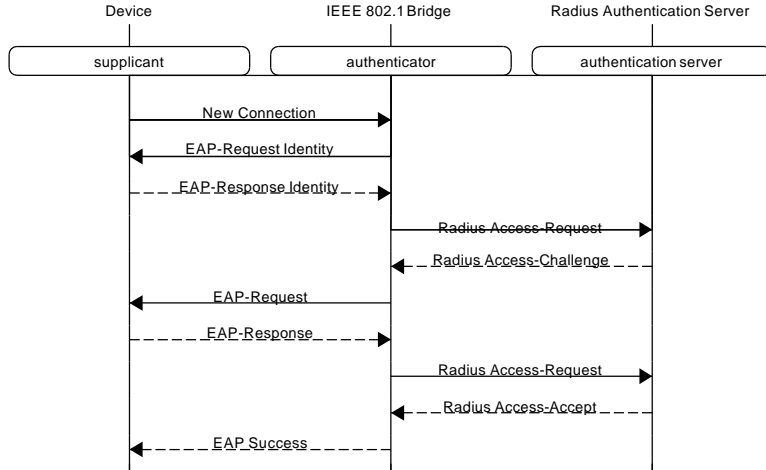 Device
IEEE 802.1 Bridge
Radius Authentication Server
supplicant
authenticator
authentication server
New Connection
EAP-Request Identity
EAP-Response Identity
Radius Access-Request
Radius Access-Challenge
EAP-Request
EAP-Response
Radius Access-Request
Radius Access-Accept
EAP Success